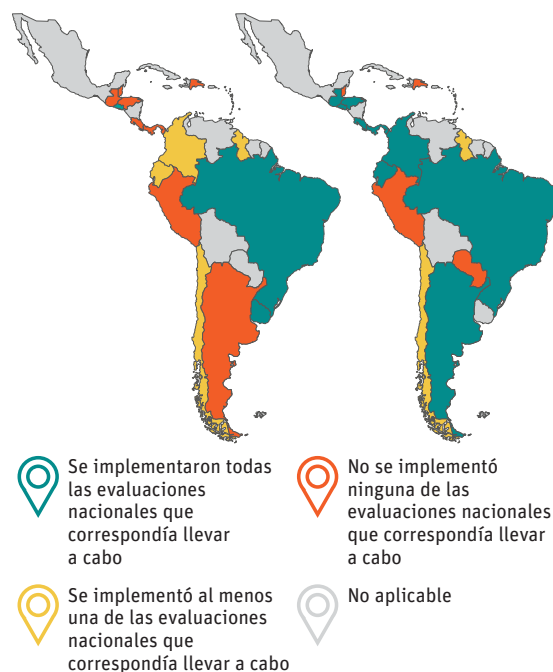 Se implementaron todas
las evaluaciones
nacionales que
correspondía llevar
a cabo
No se implementó
ninguna de las
evaluaciones nacionales
que correspondía llevar
a cabo
Se implementó al menos
una de las evaluaciones
nacionales que
correspondía llevar a cabo
No aplicable